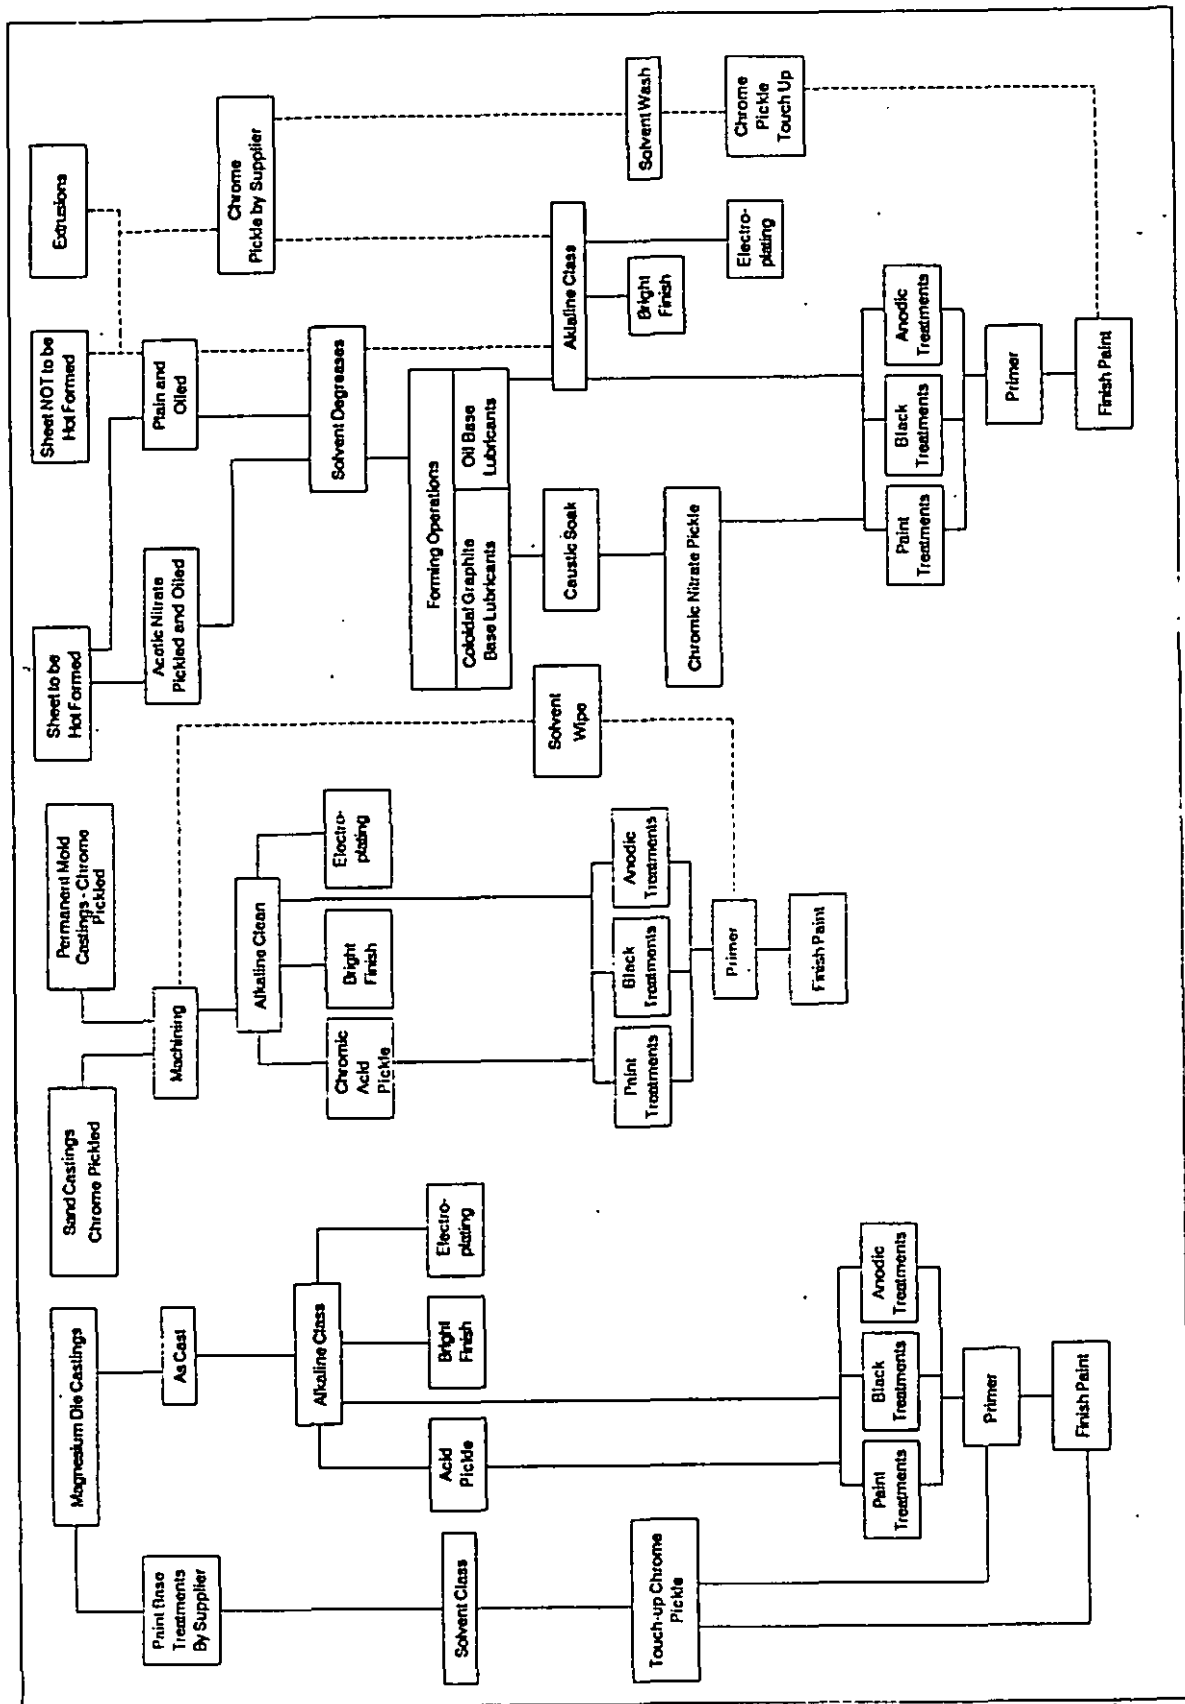 Magnesium Die Castings
Paint Base
Treatments
By Supplier
As Cast
Solvent Class
Alkaline Class
Acid
Pickle
Bright
Finish
Electro-
plating
Touch-up Chrome
Pickle
Paint
Treatments
Black
Treatments
Anodic
Treatments
Primer
Finish Paint
Sand Castings
Chrome Pickled
Permanent Mold
Castings - Chrome
Pickled
Machining
Alkaline Clean
Chromic
Acid
Pickle
Bright
Finish
Electro-
plating
Solvent
Wipe
Paint
Treatments
Black
Treatments
Anodic
Treatments
Primer
Finish Paint
Sheet to be
Hot Formed
Sheet NOT to be
Hot Formed
Extrusions
Acetic Nitrate
Pickled and Oiled
Plain and
Oiled
Chrome
Pickle by Supplier
Solvent Degreases
Forming Operations
Coloidal Graphite
Base Lubricants
Oil Base
Lubricants
Caustic Soak
Alklaline Class
Solvent Wash
Bright
Finish
Electro-
plating
Chrome
Pickle
Touch Up
Chromic Nitrate Pickle
Paint
Treatments
Black
Treatments
Anodic
Treatments
Primer
Finish Paint